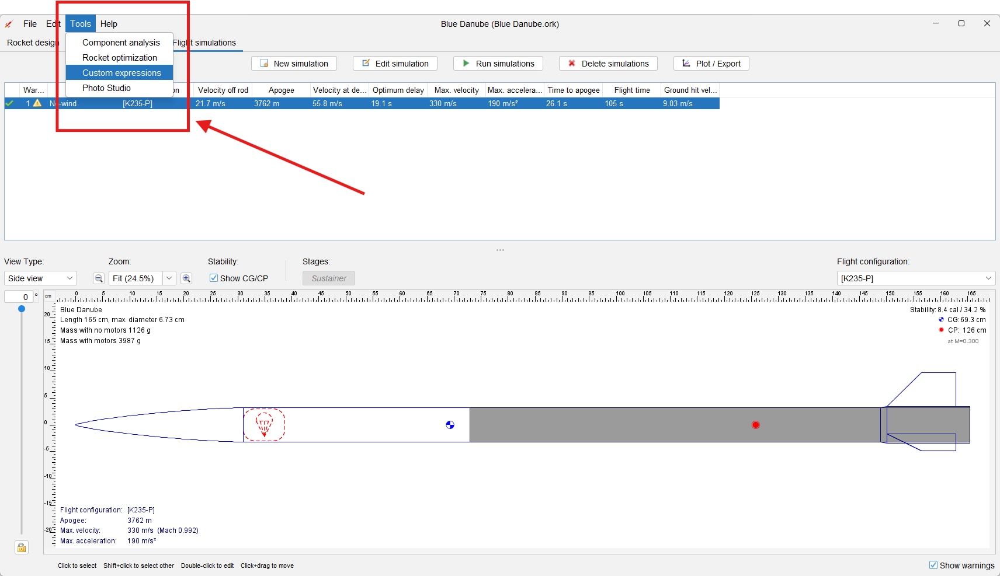 Blue Danube (Blue Danube.ork)
File Edit Tools Help
Rocket design Flight simulations
Component analysis
Rocket optimization
Custom expressions
Photo Studio
New simulation Edit simulation Run simulations Delete simulations Plot / Export
War... on Velocity off rod Apogee Velocity at de... Optimum delay Max. velocity Max. accelera... Time to apogee Flight time Ground hit vel...
1 No-wind [K235-P] 21.7 m/s 3762 m 55.8 m/s 19.1 s 330 m/s 190 m/s² 26.1 s 105 s 9.03 m/s
View Type: Zoom: Stability: Stages: Flight configuration:
Side view Fit (24.5%) Show CG/CP Sustainer [K235-P]
0 °
cm 0 5 10 15 20 25 30 35 40 45 50 55 60 65 70 75 80 85 90 95 100 105 110 115 120 125 130 135 140 145 150 155 160 165
20
15
10
5
0
-5
-10
-15
-20
Blue Danube
Length 165 cm, max. diameter 6.73 cm
Mass with no motors 1126 g
Mass with motors 3987 g
Stability: 8.4 cal / 34.2 %
CG: 69.3 cm
CP: 126 cm
at M=0.300
Flight configuration: [K235-P]
Apogee: 3762 m
Max. velocity: 330 m/s (Mach 0.992)
Max. acceleration: 190 m/s²
Click to select Shift+click to select other Double-click to edit Click+drag to move
Show warnings